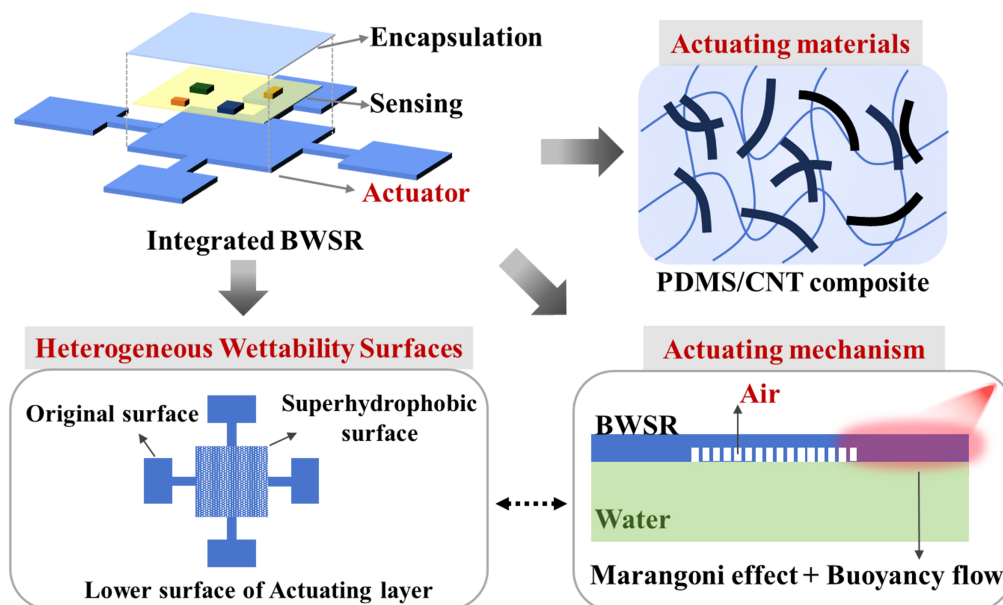 Encapsulation
Sensing
Actuator
Integrated BWSR
Actuating materials
PDMS/CNT composite
Heterogeneous Wettability Surfaces
Original surface
Superhydrophobic
surface
Lower surface of Actuating layer
Actuating mechanism
Air
BWSR
Water
Marangoni effect + Buoyancy flow